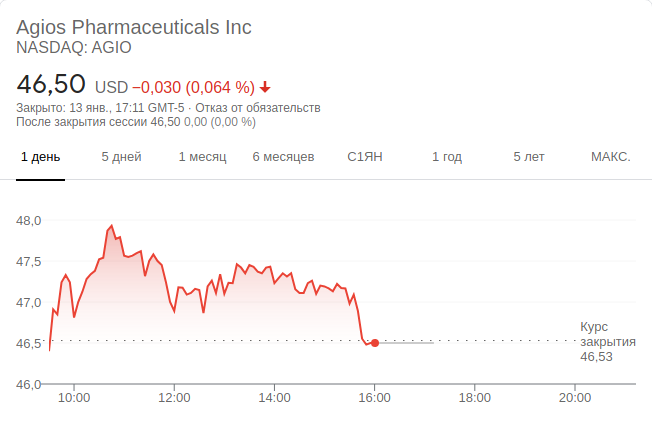 Agios Pharmaceuticals Inc
NASDAQ: AGIO
46,50 USD −0,030 (0,064 %)
Закрыто: 13 янв., 17:11 GMT-5 · Отказ от обязательств
После закрытия сессии 46,50 0,00 (0,00 %)
1 день 5 дней 1 месяц 6 месяцев С1ЯН 1 год 5 лет МАКС.
48,0
47,5
47,0
46,5
46,0
Курс
закрытия
46,53
10:00 12:00 14:00 16:00 18:00 20:00